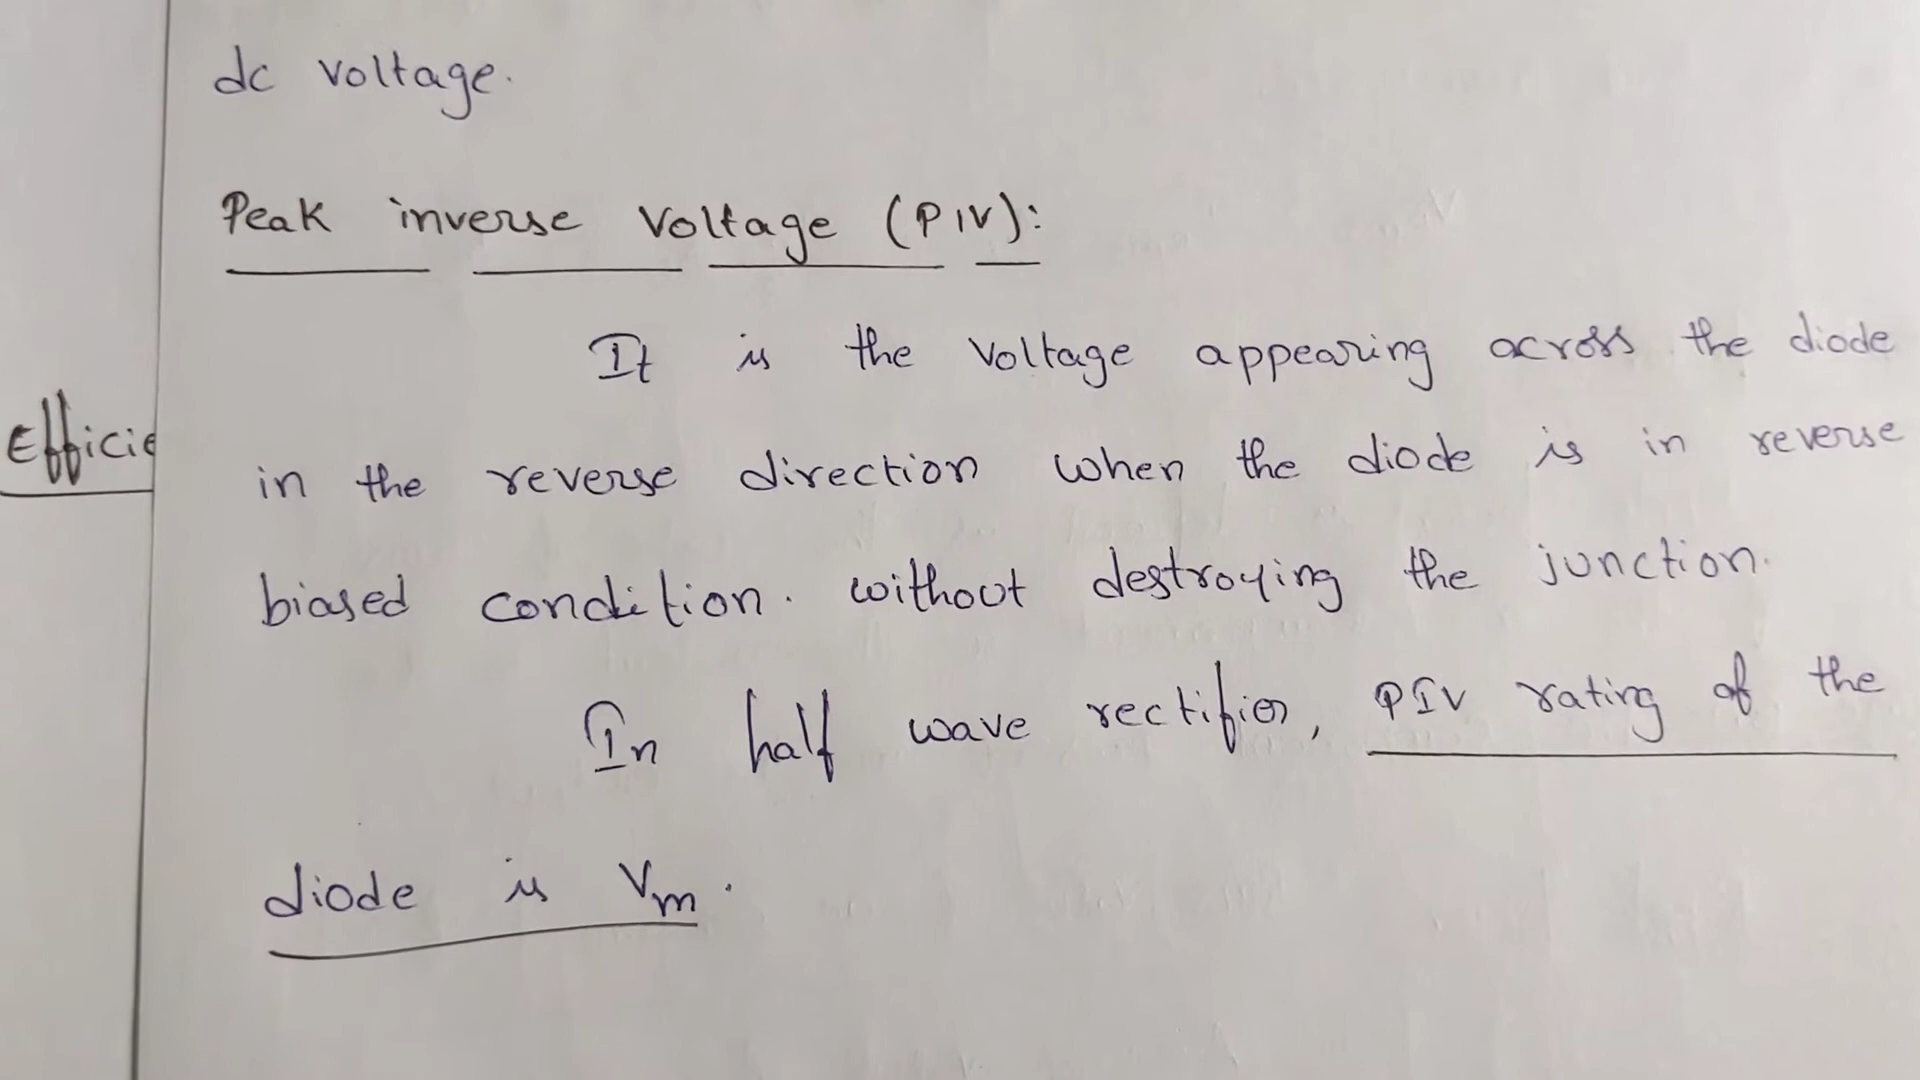 dc voltage.
Peak inverse Voltage (PIV):
It is the Voltage appearing across the diode
Efficie
in the reverse direction when the diode is in reverse
biased condition. without destroying the junction.
In half wave rectifier, PIV rating of the
diode is Vm.